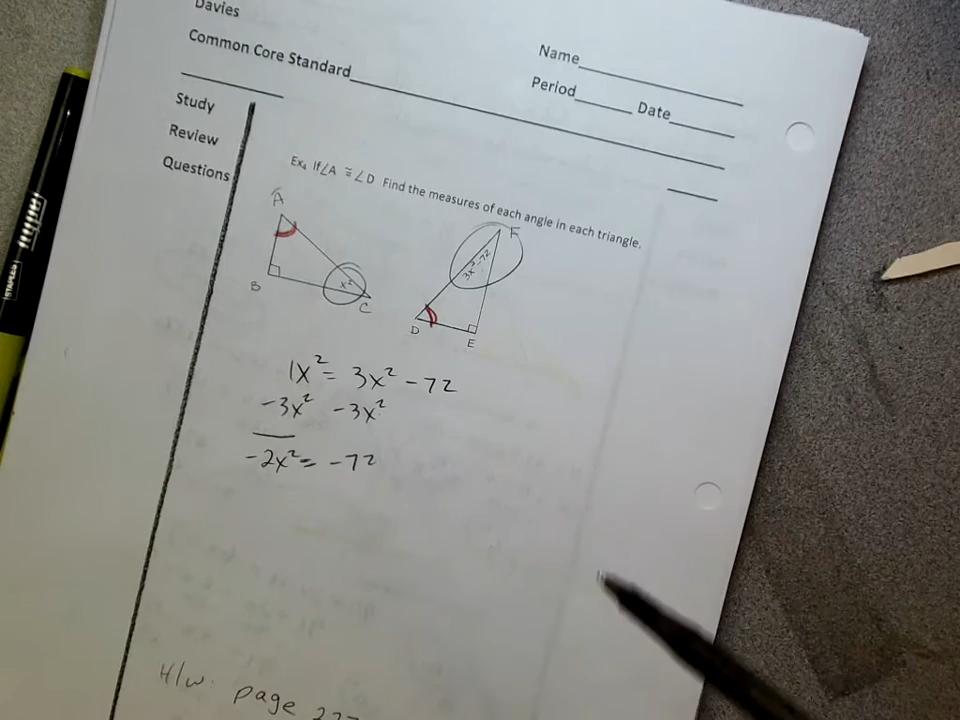 Davies
Common Core Standard
Name
Period Date
Study
Review
Questions
Ex4 If∠A ≅ ∠D Find the measures of each angle in each triangle.
A
B
x²
C
F
3x²-72
D
E
1x² = 3x² - 72
-3x² -3x²
-2x² = -72
H/w: page
STAPLES